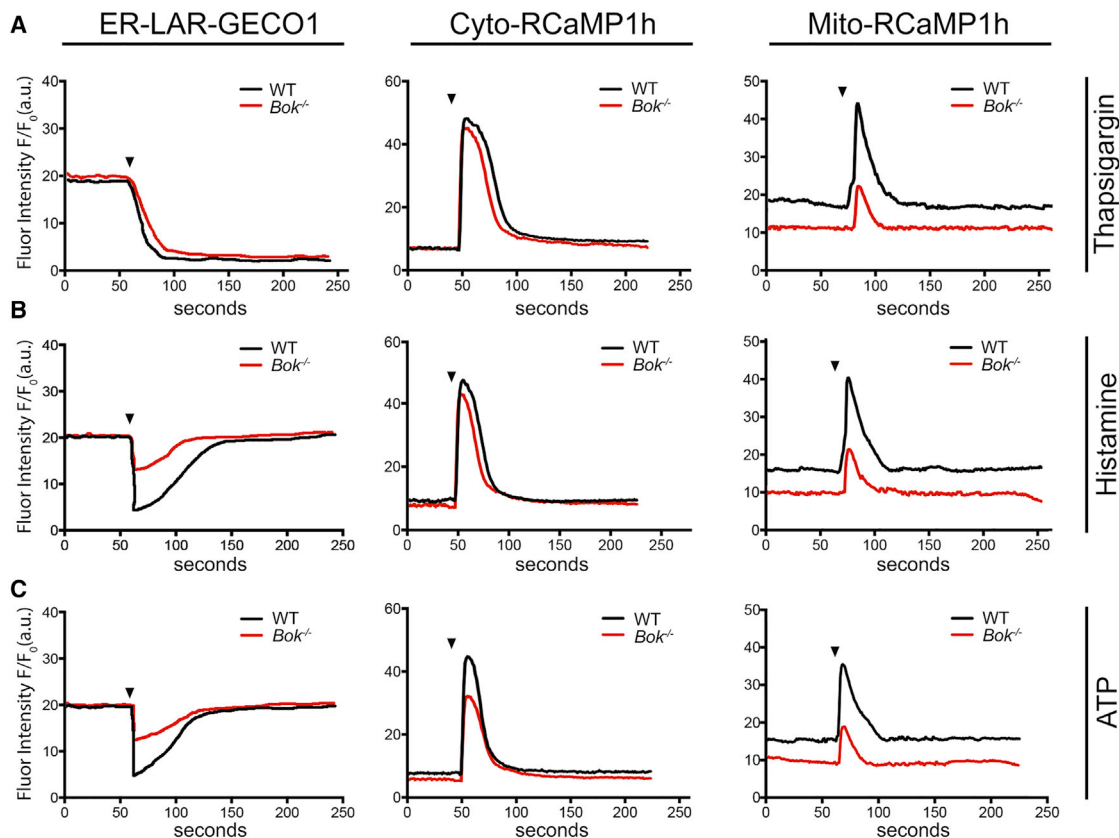 A
ER-LAR-GECO1
Cyto-RCaMP1h
Mito-RCaMP1h
Fluor Intensity F/F0(a.u.)
40
30
20
10
0
WT
Bok-/-
0 50 100 150 200 250
seconds
60
40
20
0
WT
Bok-/-
0 50 100 150 200 250
seconds
50
40
30
20
10
0
WT
Bok-/-
0 50 100 150 200 250
seconds
Thapsigargin
B
Fluor Intensity F/F0(a.u.)
40
30
20
10
0
WT
Bok-/-
0 50 100 150 200 250
seconds
60
40
20
0
WT
Bok-/-
0 50 100 150 200 250
seconds
50
40
30
20
10
0
WT
Bok-/-
0 50 100 150 200 250
seconds
Histamine
C
Fluor Intensity F/F0(a.u.)
40
30
20
10
0
WT
Bok-/-
0 50 100 150 200 250
seconds
60
40
20
0
WT
Bok-/-
0 50 100 150 200 250
seconds
50
40
30
20
10
0
WT
Bok-/-
0 50 100 150 200 250
seconds
ATP